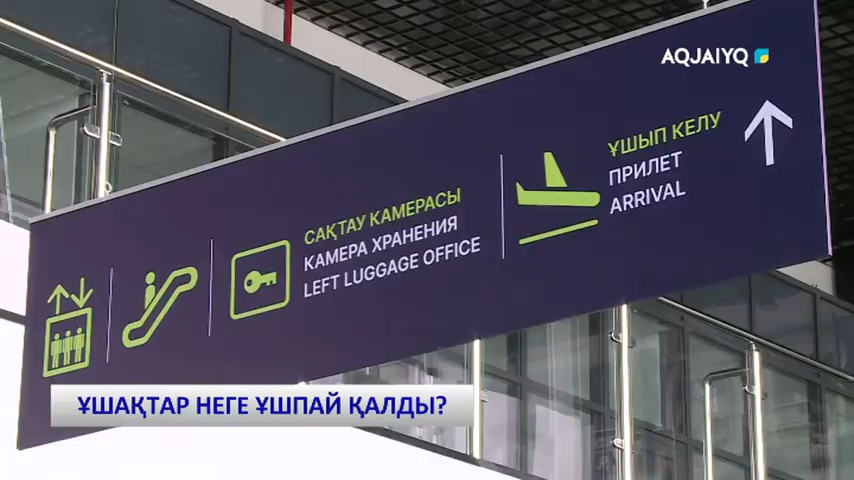 AQJAIYQ
ҰШЫП КЕЛУ
ПРИЛЕТ
ARRIVAL
САҚТАУ КАМЕРАСЫ
КАМЕРА ХРАНЕНИЯ
LEFT LUGGAGE OFFICE
ҰШАҚТАР НЕГЕ ҰШПАЙ ҚАЛДЫ?